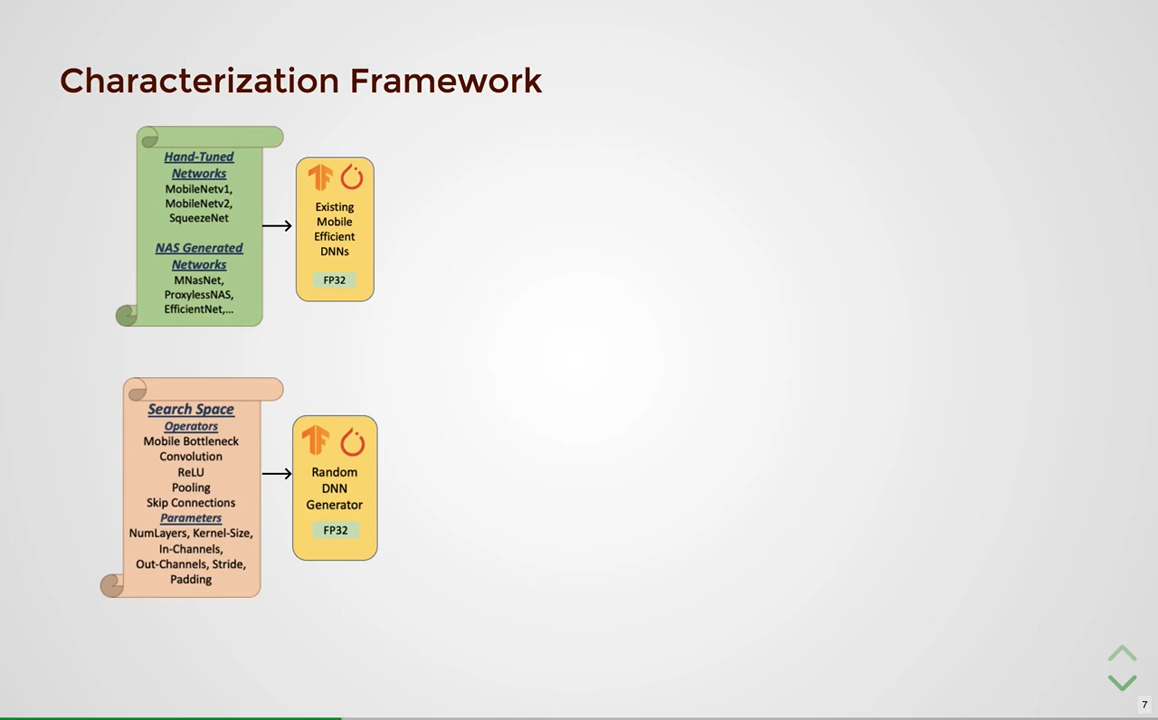 Characterization Framework
Hand-Tuned
Networks
MobileNetv1,
MobileNetv2,
SqueezeNet
NAS Generated
Networks
MNasNet,
ProxylessNAS,
EfficientNet,...
Existing
Mobile
Efficient
DNNs
FP32
Search Space
Operators
Mobile Bottleneck
Convolution
ReLU
Pooling
Skip Connections
Parameters
NumLayers, Kernel-Size,
In-Channels,
Out-Channels, Stride,
Padding
Random
DNN
Generator
FP32
7